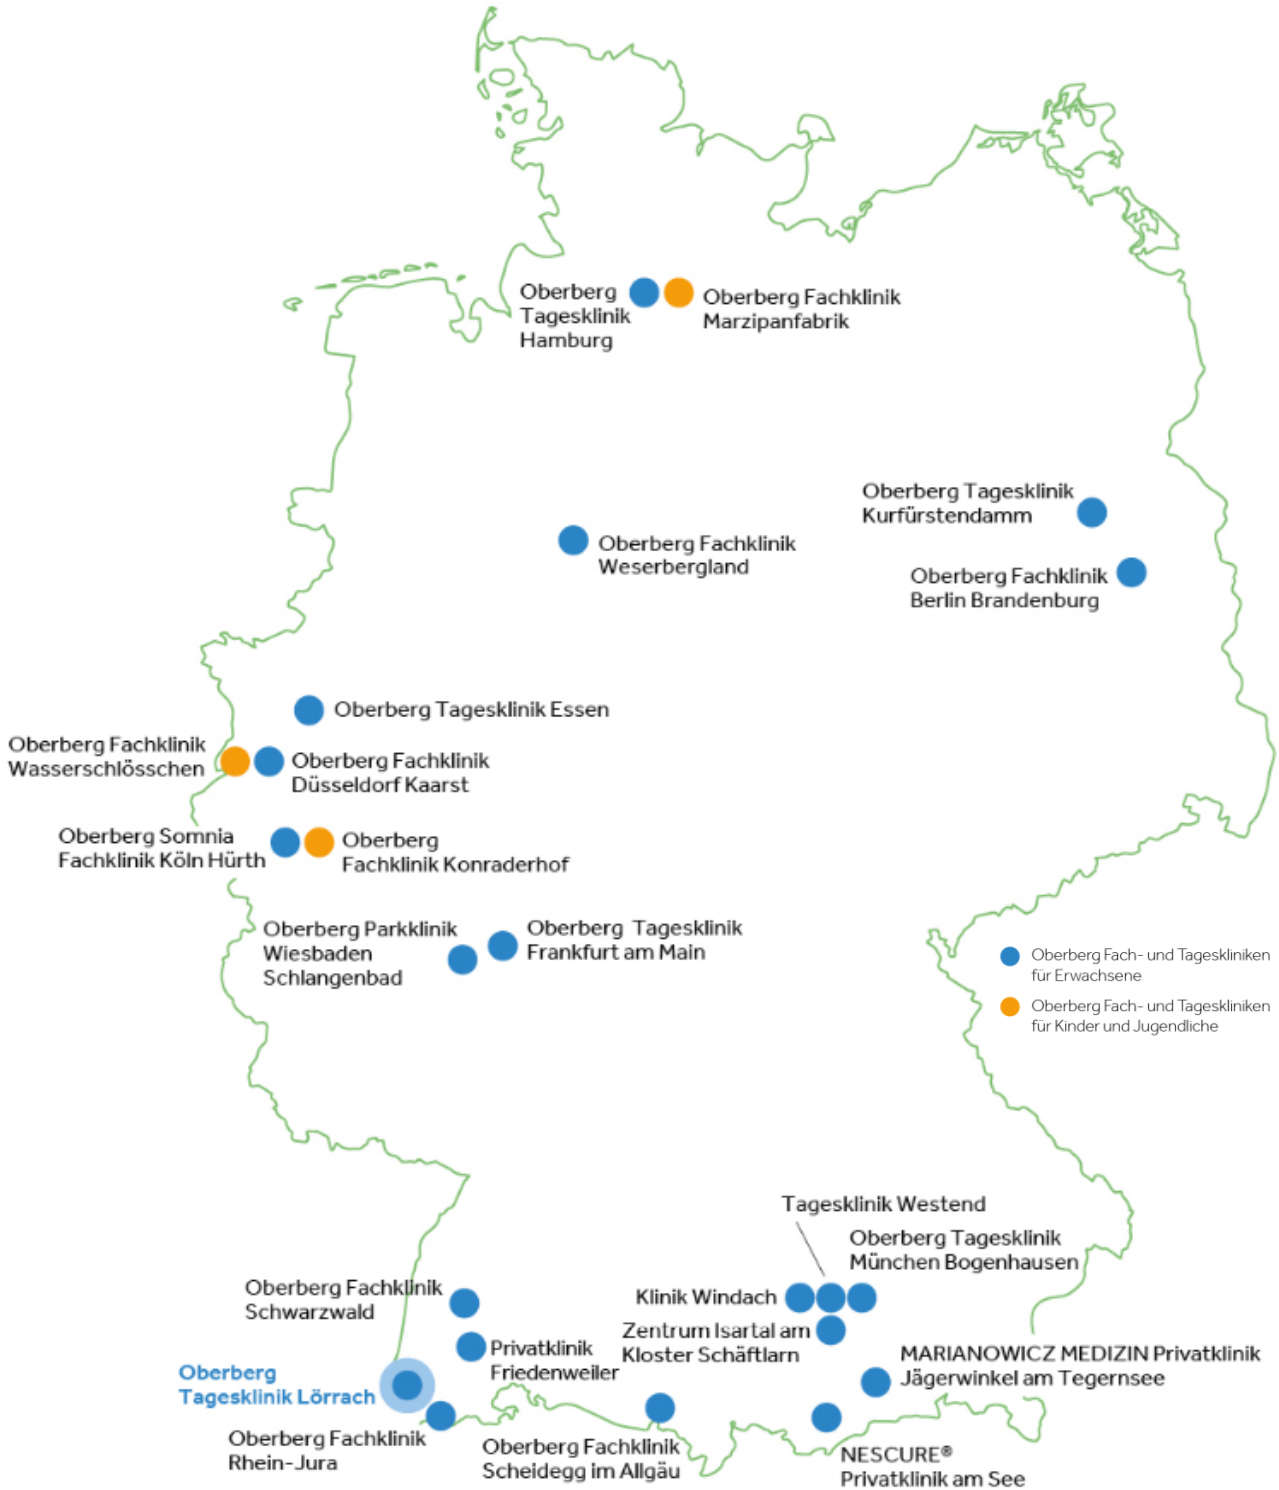 Oberberg
Tagesklinik
Hamburg
Oberberg Fachklinik
Marzipanfabrik
Oberberg Tagesklinik
Kurfürstendamm
Oberberg Fachklinik
Weserbergland
Oberberg Fachklinik
Berlin Brandenburg
Oberberg Tagesklinik Essen
Oberberg Fachklinik
Wasserschlösschen
Oberberg Fachklinik
Düsseldorf Kaarst
Oberberg Somnia
Fachklinik Köln Hürth
Oberberg
Fachklinik Konraderhof
Oberberg Parkklinik
Wiesbaden
Schlangenbad
Oberberg Tagesklinik
Frankfurt am Main
Oberberg Fach- und Tageskliniken
für Erwachsene
Oberberg Fach- und Tageskliniken
für Kinder und Jugendliche
Tagesklinik Westend
Oberberg Tagesklinik
München Bogenhausen
Oberberg Fachklinik
Schwarzwald
Klinik Windach
Zentrum Isartal am
Kloster Schäftlarn
Privatklinik
Friedenweiler
MARIANOWICZ MEDIZIN Privatklinik
Jägerwinkel am Tegernsee
Oberberg
Tagesklinik Lörrach
Oberberg Fachklinik
Rhein-Jura
Oberberg Fachklinik
Scheidegg im Allgäu
NESCURE®
Privatklinik am See